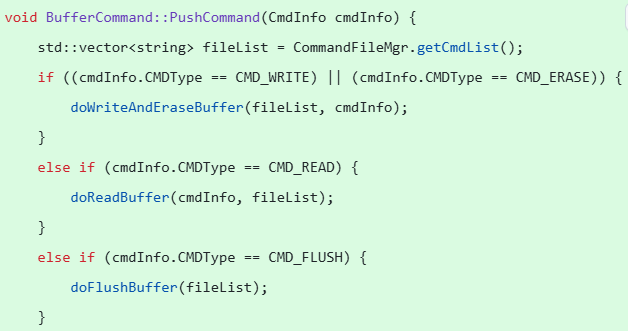 void BufferCommand::PushCommand(CmdInfo cmdInfo) {
    std::vector<string> fileList = CommandFileMgr.getCmdList();
    if ((cmdInfo.CMDType == CMD_WRITE) || (cmdInfo.CMDType == CMD_ERASE)) {
        doWriteAndEraseBuffer(fileList, cmdInfo);
    }
    else if (cmdInfo.CMDType == CMD_READ) {
        doReadBuffer(cmdInfo, fileList);
    }
    else if (cmdInfo.CMDType == CMD_FLUSH) {
        doFlushBuffer(fileList);
    }